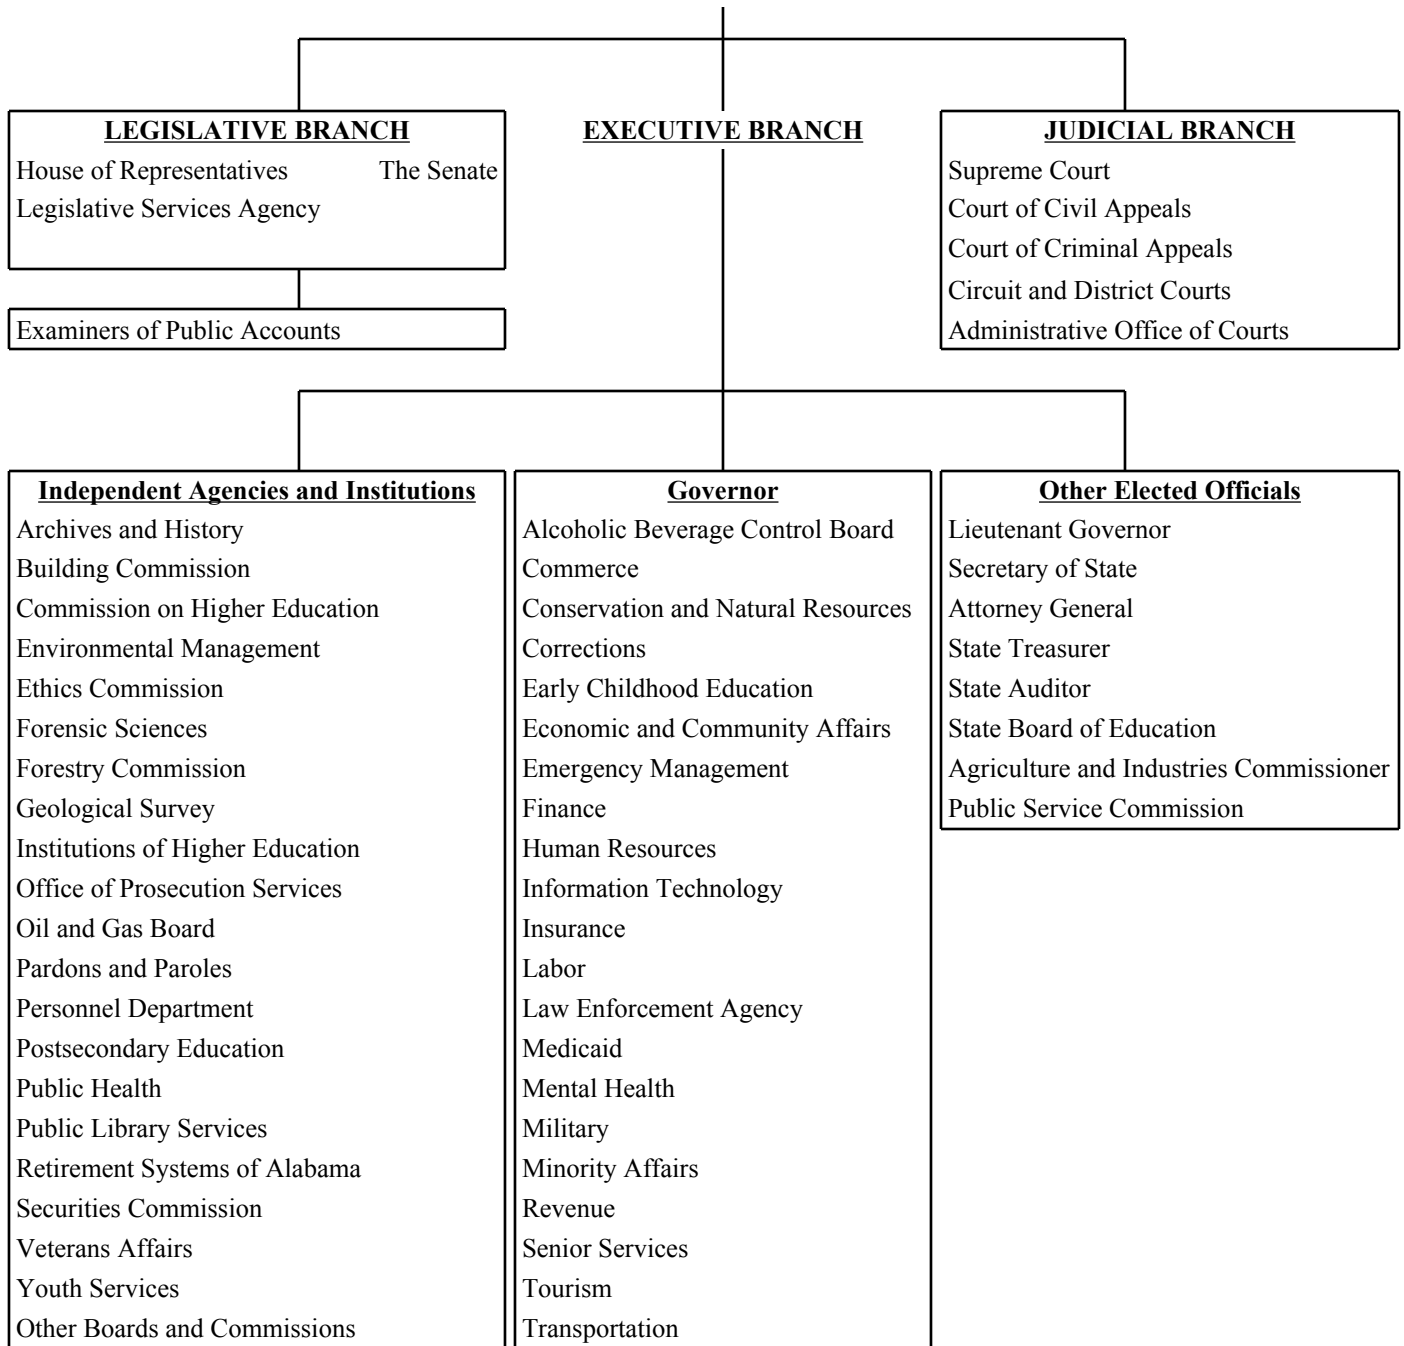 LEGISLATIVE BRANCH
House of Representatives The Senate
Legislative Services Agency
Examiners of Public Accounts
EXECUTIVE BRANCH
JUDICIAL BRANCH
Supreme Court
Court of Civil Appeals
Court of Criminal Appeals
Circuit and District Courts
Administrative Office of Courts
Independent Agencies and Institutions
Archives and History
Building Commission
Commission on Higher Education
Environmental Management
Ethics Commission
Forensic Sciences
Forestry Commission
Geological Survey
Institutions of Higher Education
Office of Prosecution Services
Oil and Gas Board
Pardons and Paroles
Personnel Department
Postsecondary Education
Public Health
Public Library Services
Retirement Systems of Alabama
Securities Commission
Veterans Affairs
Youth Services
Other Boards and Commissions
Governor
Alcoholic Beverage Control Board
Commerce
Conservation and Natural Resources
Corrections
Early Childhood Education
Economic and Community Affairs
Emergency Management
Finance
Human Resources
Information Technology
Insurance
Labor
Law Enforcement Agency
Medicaid
Mental Health
Military
Minority Affairs
Revenue
Senior Services
Tourism
Transportation
Other Elected Officials
Lieutenant Governor
Secretary of State
Attorney General
State Treasurer
State Auditor
State Board of Education
Agriculture and Industries Commissioner
Public Service Commission